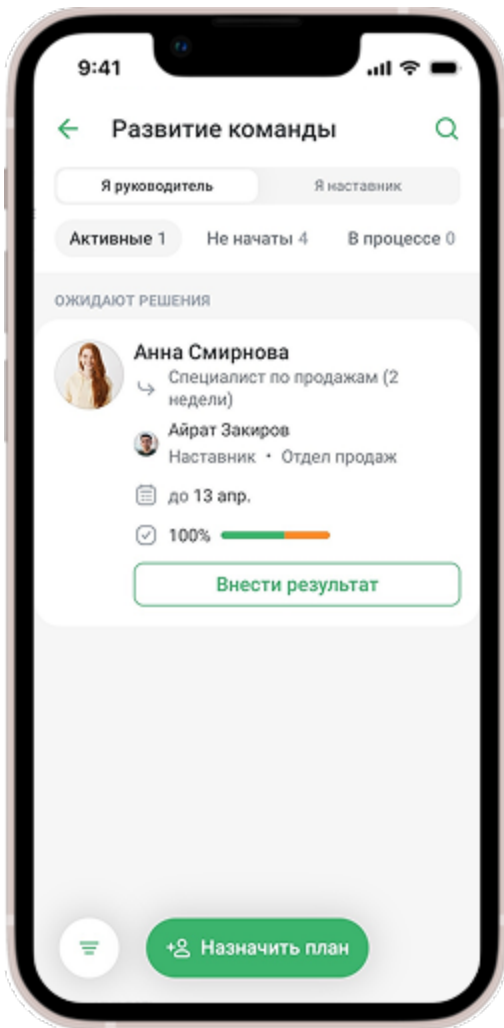 9:41
Развитие команды
Я руководитель
Я наставник
Активные 1
Не начаты 4
В процессе 0
ОЖИДАЮТ РЕШЕНИЯ
Анна Смирнова
Специалист по продажам (2
недели)
Айрат Закиров
Наставник • Отдел продаж
до 13 апр.
100%
Внести результат
Назначить план